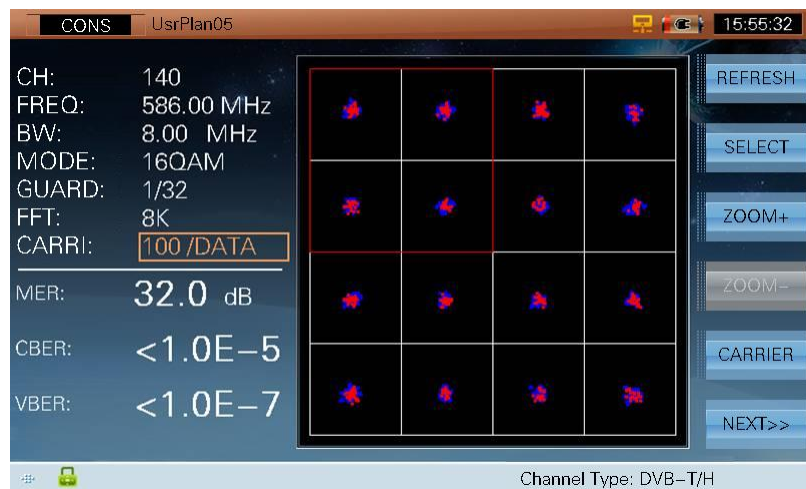 CONS UsrPlan05 15:55:32
CH: 140
FREQ: 586.00 MHz
BW: 8.00 MHz
MODE: 16QAM
GUARD: 1/32
FFT: 8K
CARRI: 100 /DATA
MER: 32.0 dB
CBER: <1.0E-5
VBER: <1.0E-7
REFRESH
SELECT
ZOOM+
ZOOM-
CARRIER
NEXT>>
Channel Type: DVB-T/H